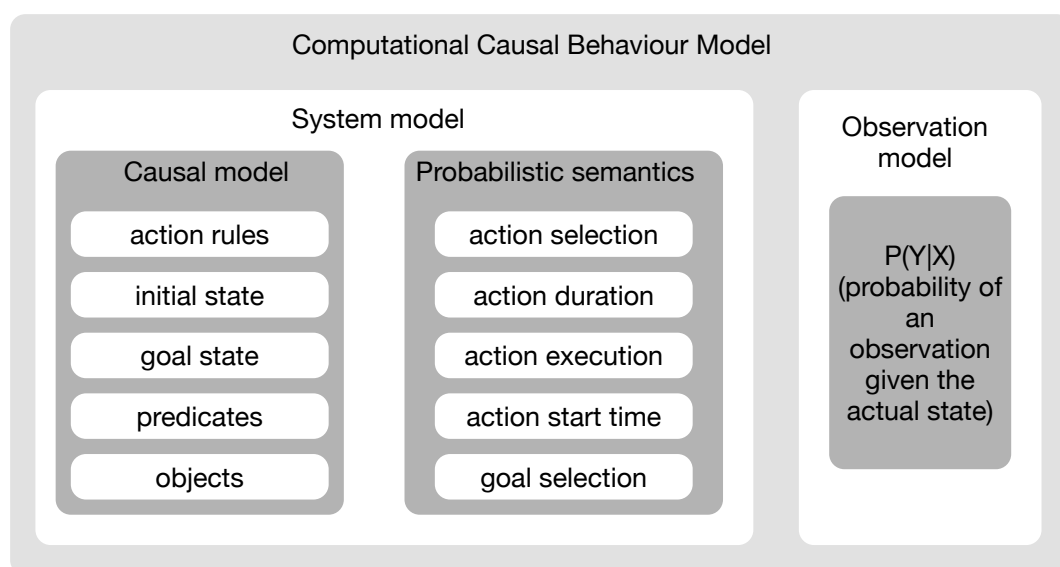 Computational Causal Behaviour Model
System model
Causal model
action rules
initial state
goal state
predicates
objects
Probabilistic semantics
action selection
action duration
action execution
action start time
goal selection
Observation
model
P(Y|X)
(probability of
an
observation
given the
actual state)